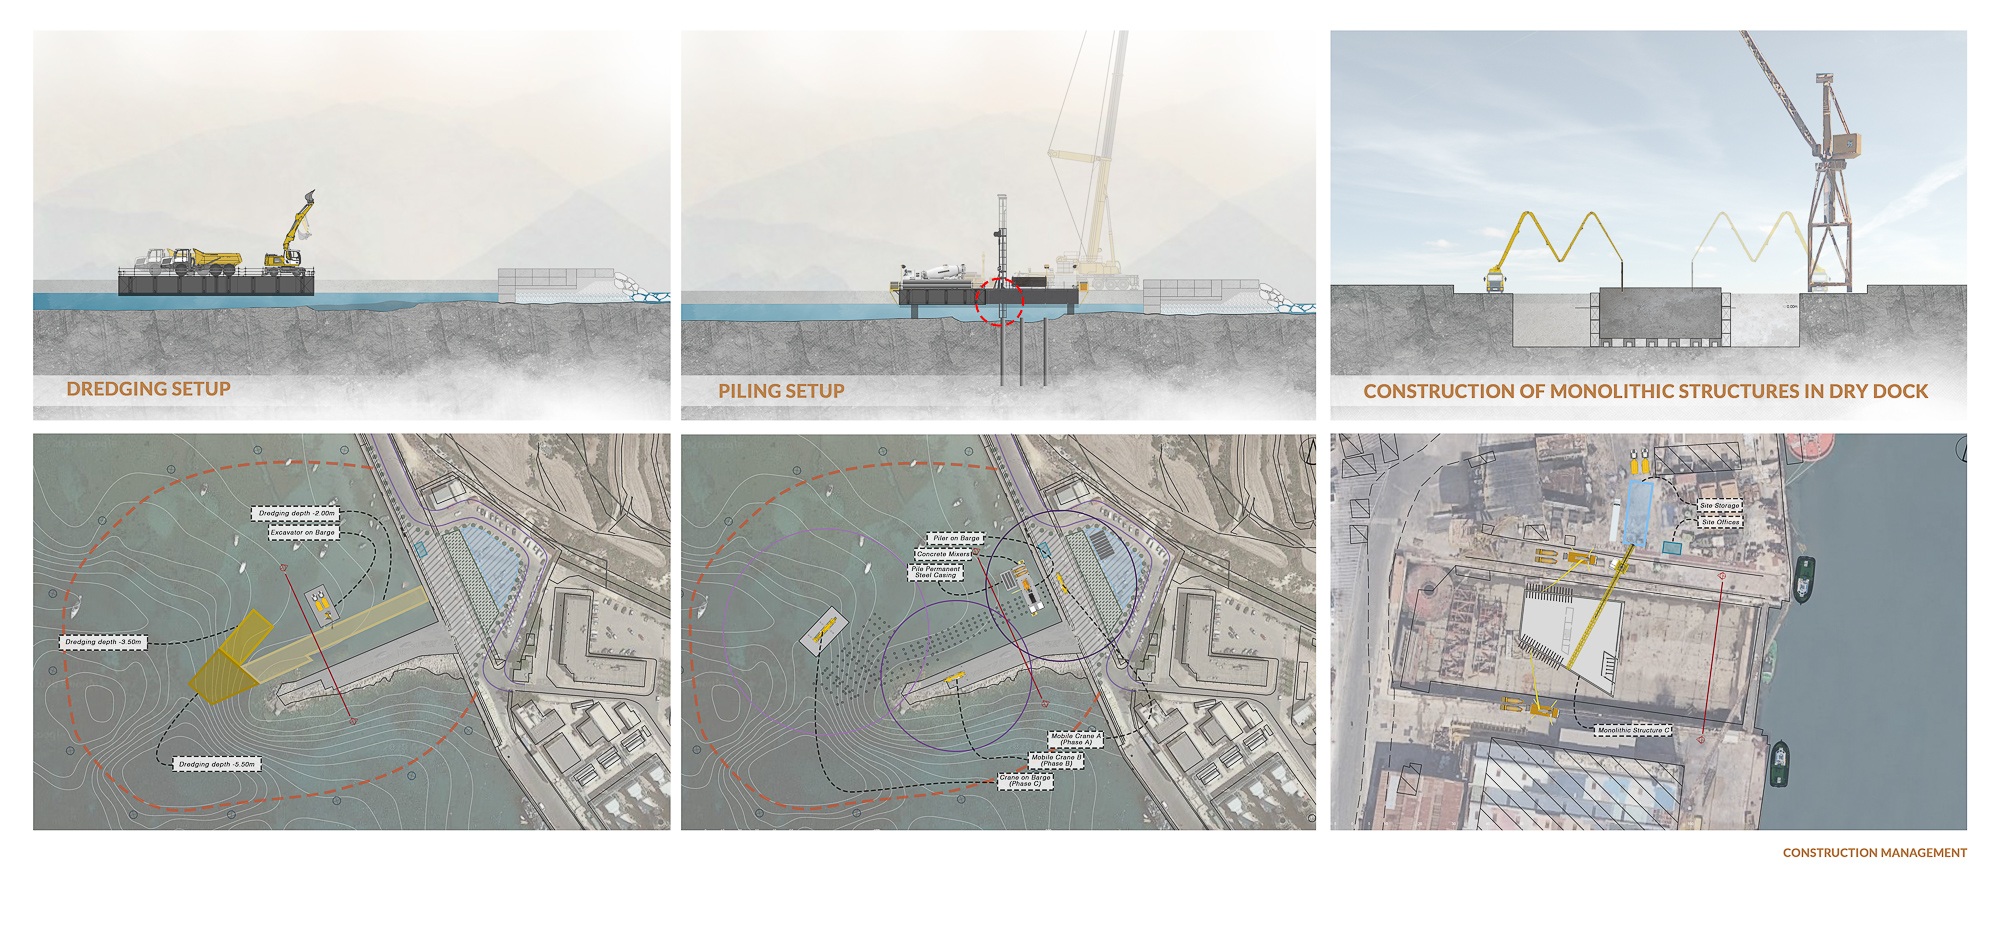 DREDGING SETUP
PILING SETUP
CONSTRUCTION OF MONOLITHIC STRUCTURES IN DRY DOCK
Dredging depth -2.00m
Excavator on Barge
Dredging depth -3.50m
Dredging depth -5.50m
Piler on Barge
Concrete Mixers
Pile Permanent
Steel Casing
Mobile Crane A
(Phase A)
Mobile Crane B
(Phase B)
Crane on Barge
(Phase C)
Site Storage
Site Offices
Monolithic Structure C
CONSTRUCTION MANAGEMENT